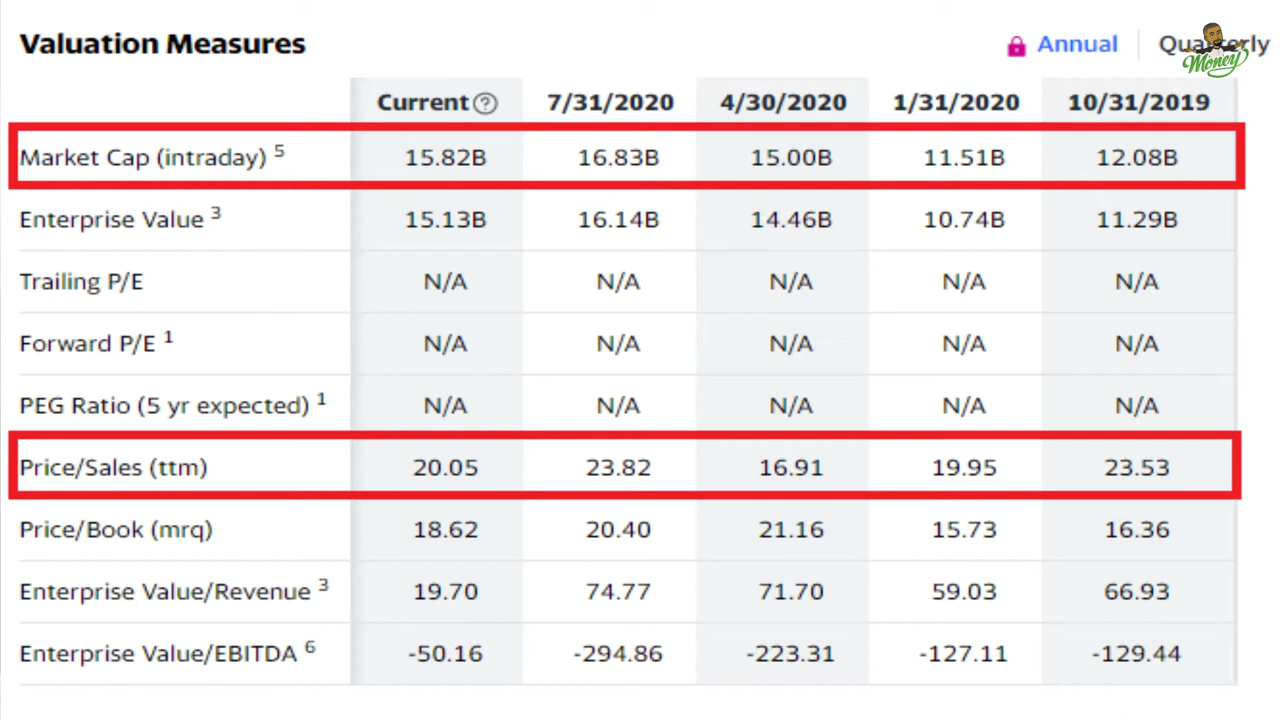 Valuation Measures Annual Quarterly
Money
Current ? 7/31/2020 4/30/2020 1/31/2020 10/31/2019
Market Cap (intraday) 5 15.82B 16.83B 15.00B 11.51B 12.08B
Enterprise Value 3 15.13B 16.14B 14.46B 10.74B 11.29B
Trailing P/E N/A N/A N/A N/A N/A
Forward P/E 1 N/A N/A N/A N/A N/A
PEG Ratio (5 yr expected) 1 N/A N/A N/A N/A N/A
Price/Sales (ttm) 20.05 23.82 16.91 19.95 23.53
Price/Book (mrq) 18.62 20.40 21.16 15.73 16.36
Enterprise Value/Revenue 3 19.70 74.77 71.70 59.03 66.93
Enterprise Value/EBITDA 6 -50.16 -294.86 -223.31 -127.11 -129.44